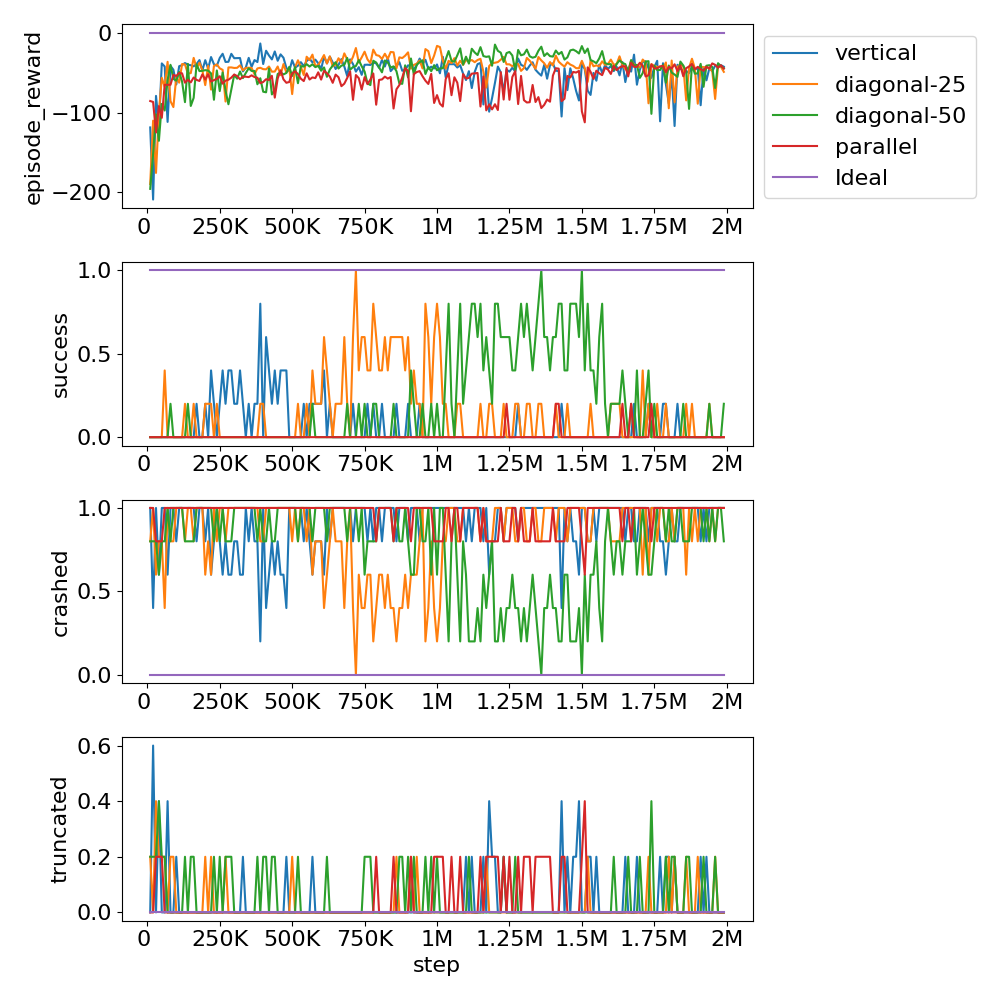 episode_reward
0
−100
−200
0 250K 500K 750K 1M 1.25M 1.5M 1.75M 2M
vertical
diagonal-25
diagonal-50
parallel
Ideal
success
1.0
0.5
0.0
0 250K 500K 750K 1M 1.25M 1.5M 1.75M 2M
crashed
1.0
0.5
0.0
0 250K 500K 750K 1M 1.25M 1.5M 1.75M 2M
truncated
0.6
0.4
0.2
0.0
0 250K 500K 750K 1M 1.25M 1.5M 1.75M 2M
step